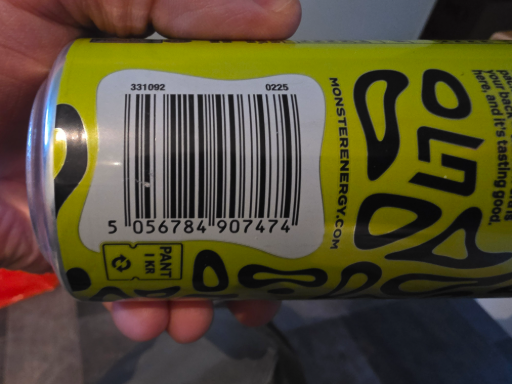 331092 0225
5 056784 907474
PANT
1 KR
MONSTERENERGY.COM
your back
here, and it's
tasting good.